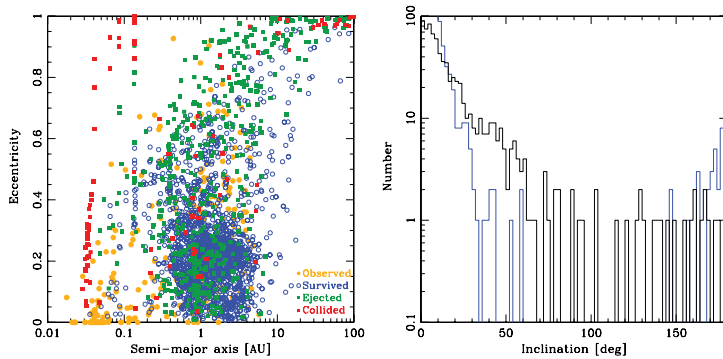 1
0.8
0.6
0.4
0.2
0
Eccentricity
0.01
0.1
1
10
100
Semi-major axis [AU]
Observed
Survived
Ejected
Collided
100
10
1
0.1
Number
0
50
100
150
Inclination [deg]